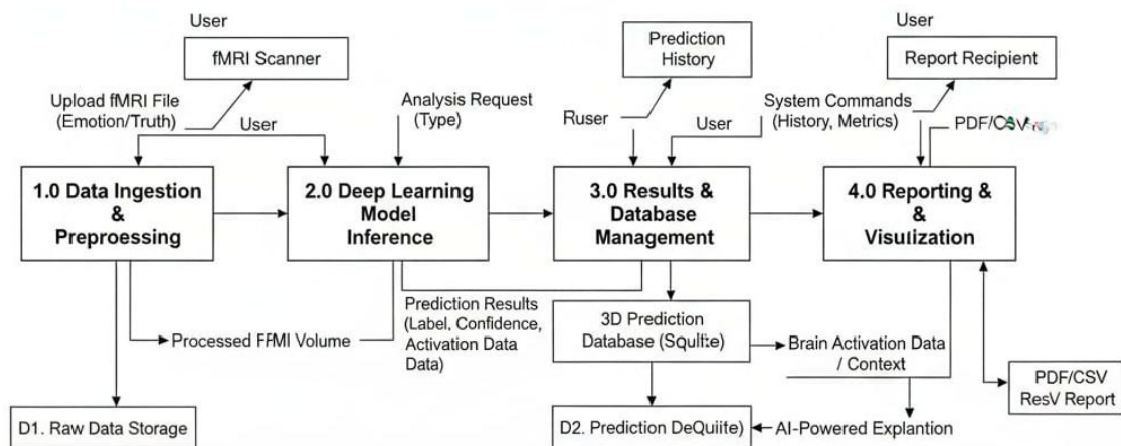 User
fMRI Scanner
Upload fMRI File
(Emotion/Truth)
User
Analysis Request
(Type)
Prediction
History
Ruser
User
User
Report Recipient
System Commands
(History, Metrics)
PDF/CSV
1.0 Data Ingestion
&
Preproessing
2.0 Deep Learning
Model
Inference
3.0 Results &
Database
Management
4.0 Reporting &
&
Visulization
Processed FFMI Volume
Prediction Results
(Label, Confidence,
Activation Data
Data)
3D Prediction
Database (Squlite)
Brain Activation Data
/ Context
PDF/CSV
ResV Report
D1. Raw Data Storage
D2. Prediction DeQuiite)
AI-Powered Explantion